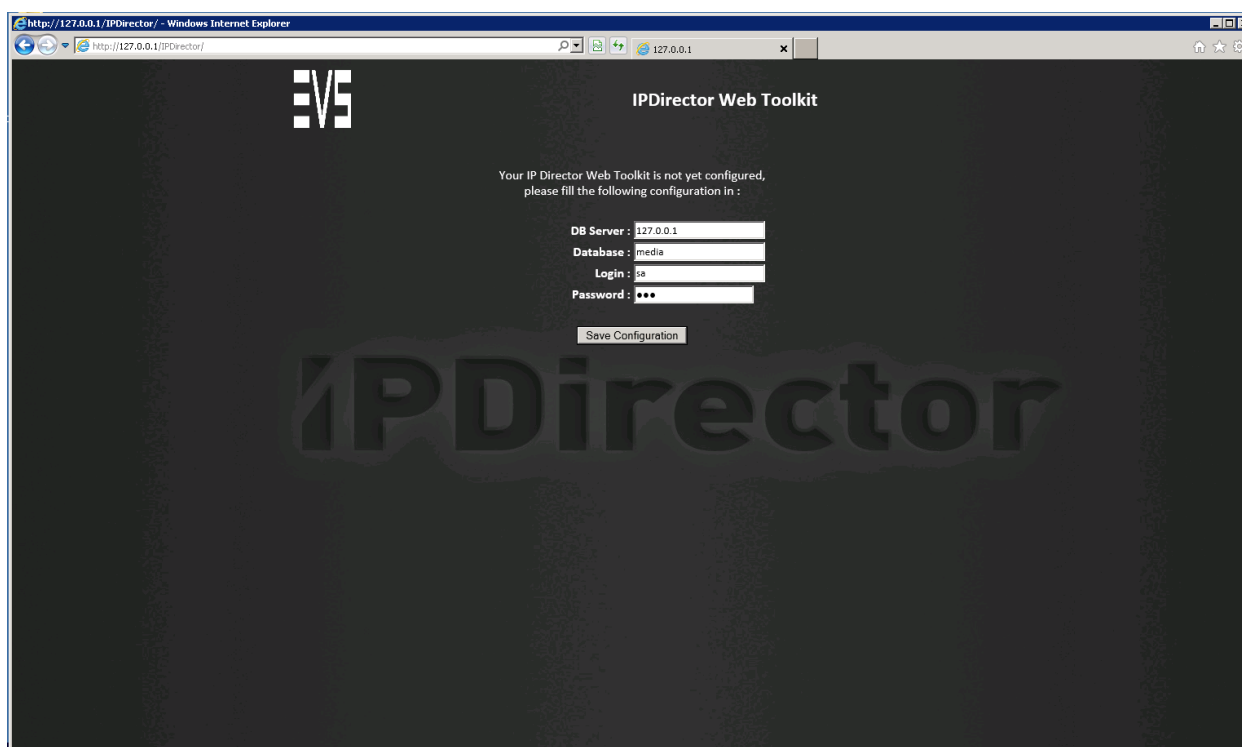 http://127.0.0.1/IPDirector/ - Windows Internet Explorer
http://127.0.0.1/IPDirector/
127.0.0.1
EVS
IPDirector Web Toolkit
Your IP Director Web Toolkit is not yet configured,
please fill the following configuration in :
DB Server : 127.0.0.1
Database : media
Login : sa
Password : •••
Save Configuration
IPDirector